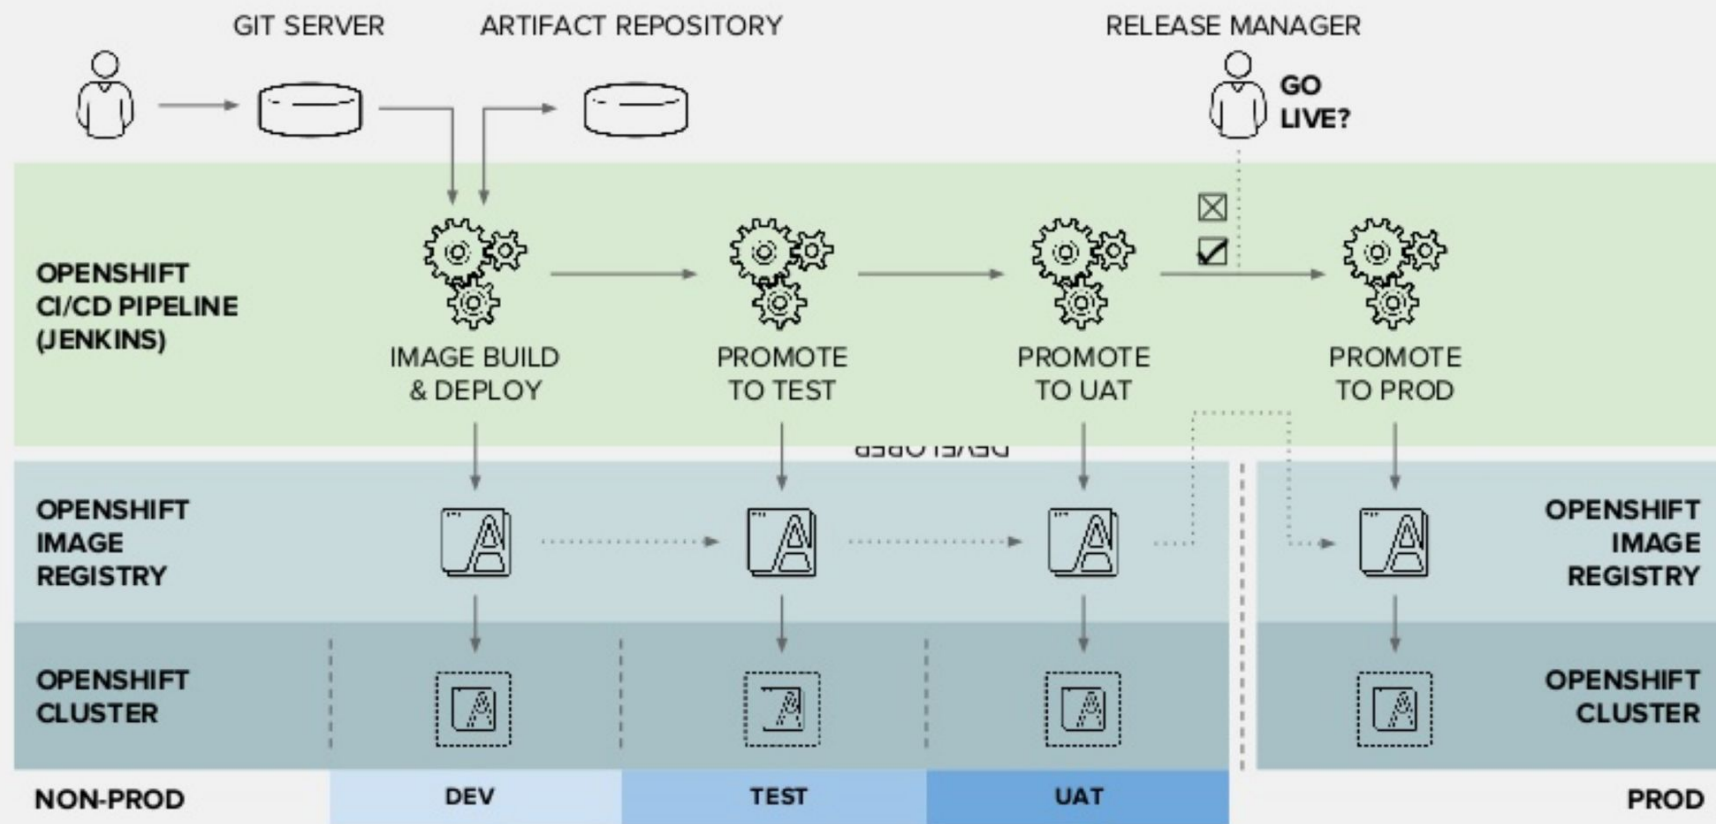 GIT SERVER
ARTIFACT REPOSITORY
RELEASE MANAGER
GO
LIVE?
OPENSHIFT
CI/CD PIPELINE
(JENKINS)
IMAGE BUILD
& DEPLOY
PROMOTE
TO TEST
PROMOTE
TO UAT
PROMOTE
TO PROD
DEVELOPER
OPENSHIFT
IMAGE
REGISTRY
OPENSHIFT
IMAGE
REGISTRY
OPENSHIFT
CLUSTER
OPENSHIFT
CLUSTER
NON-PROD
DEV
TEST
UAT
PROD